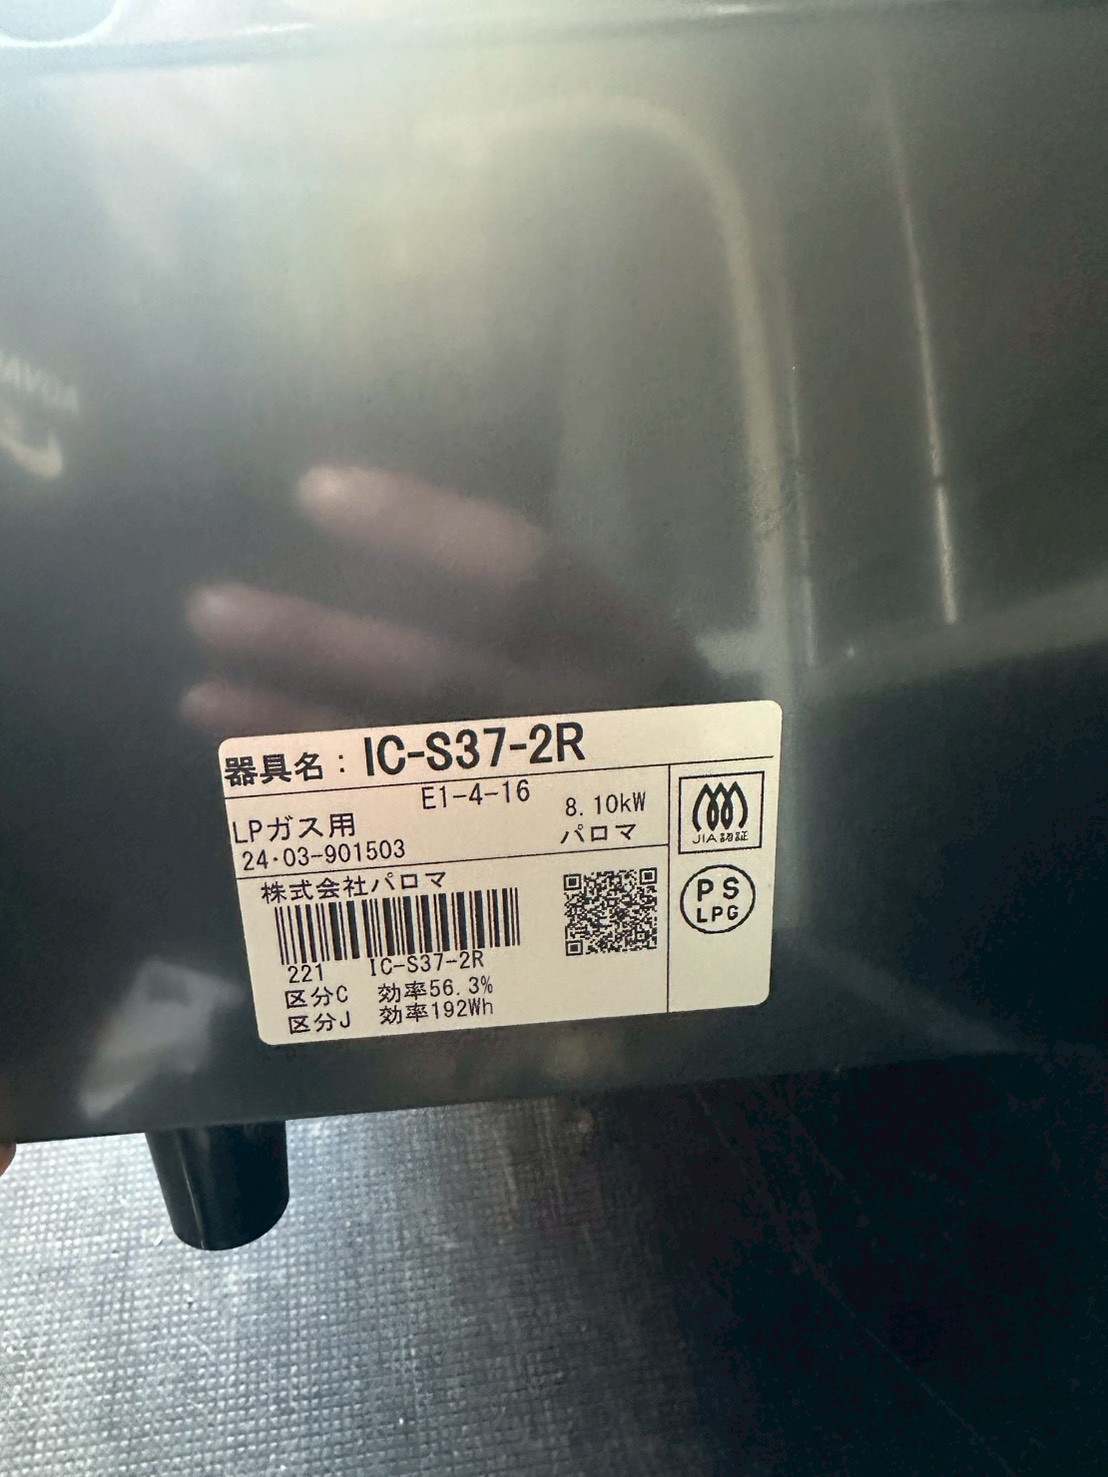 器具名：IC-S37-2R
E1-4-16
LPガス用 8.10kW
24・03-901503 パロマ
株式会社パロマ
221 IC-S37-2R
区分C 効率56.3%
区分J 効率192Wh
JIA認証
PS
LPG